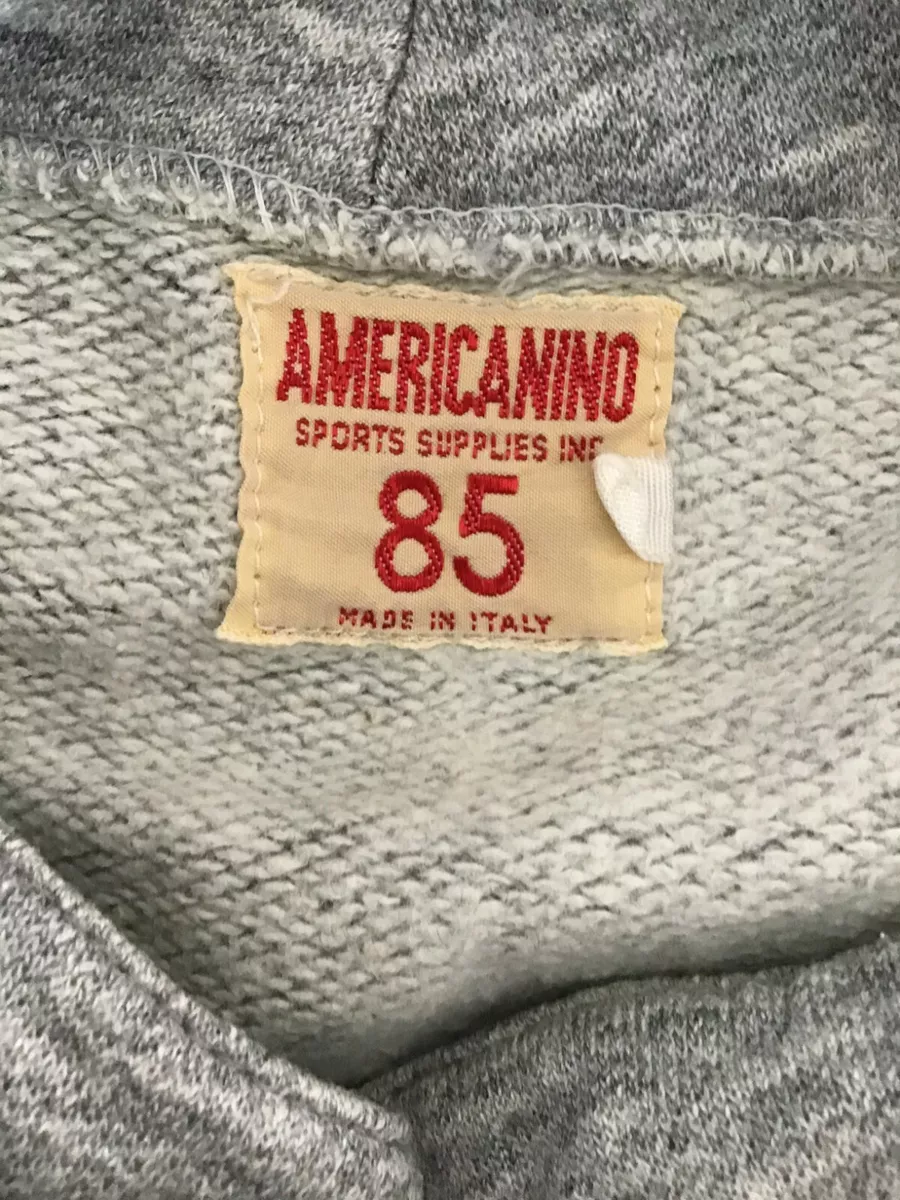 AMERICANINO
SPORTS SUPPLIES INC
85
MADE IN ITALY